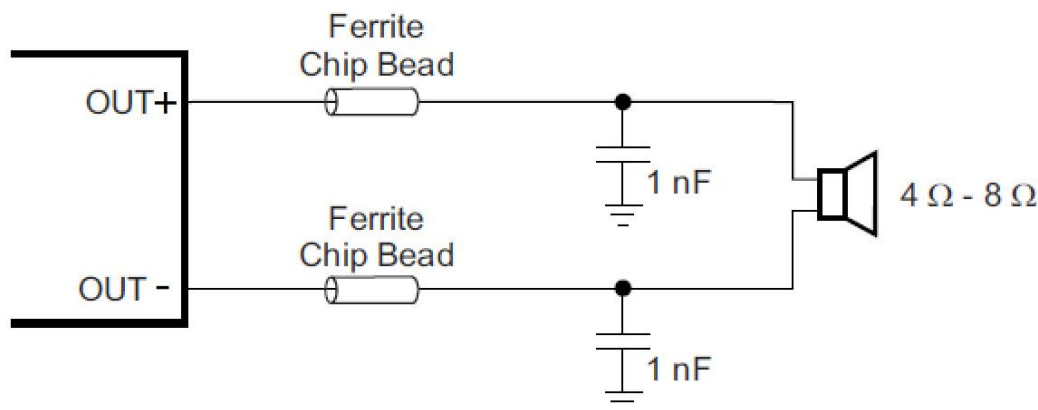 Ferrite
Chip Bead
OUT+
1 nF
4 Ω - 8 Ω
Ferrite
Chip Bead
OUT -
1 nF